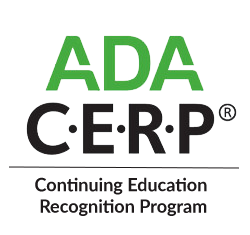 ADA
C·E·R·P®
Continuing Education
Recognition Program